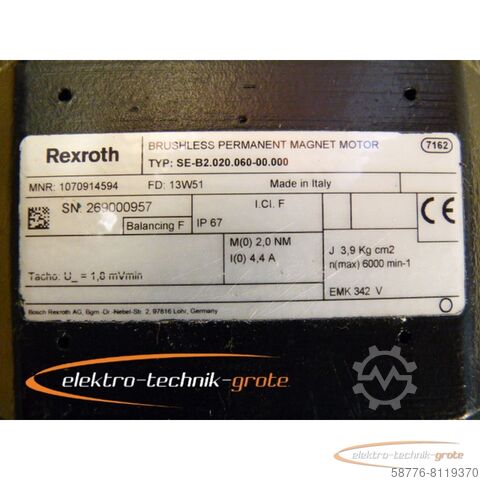 Rexroth
BRUSHLESS PERMANENT MAGNET MOTOR
7162
TYP: SE-B2.020.060-00.000
MNR: 1070914594 FD: 13W51 Made in Italy
SN: 269000957 I.Cl. F
Balancing F IP 67 CE
M(0) 2,0 NM J 3,9 Kg cm2
I(0) 4,4 A n(max) 6000 min-1
Tacho: U_ = 1,8 mVmin
EMK 342 V
Bosch Rexroth AG, Bgm.-Dr.-Nebel-Str. 2, 97816 Lohr, Germany
elektro-technik-grote
elektro-technik-grote
58776-8119370